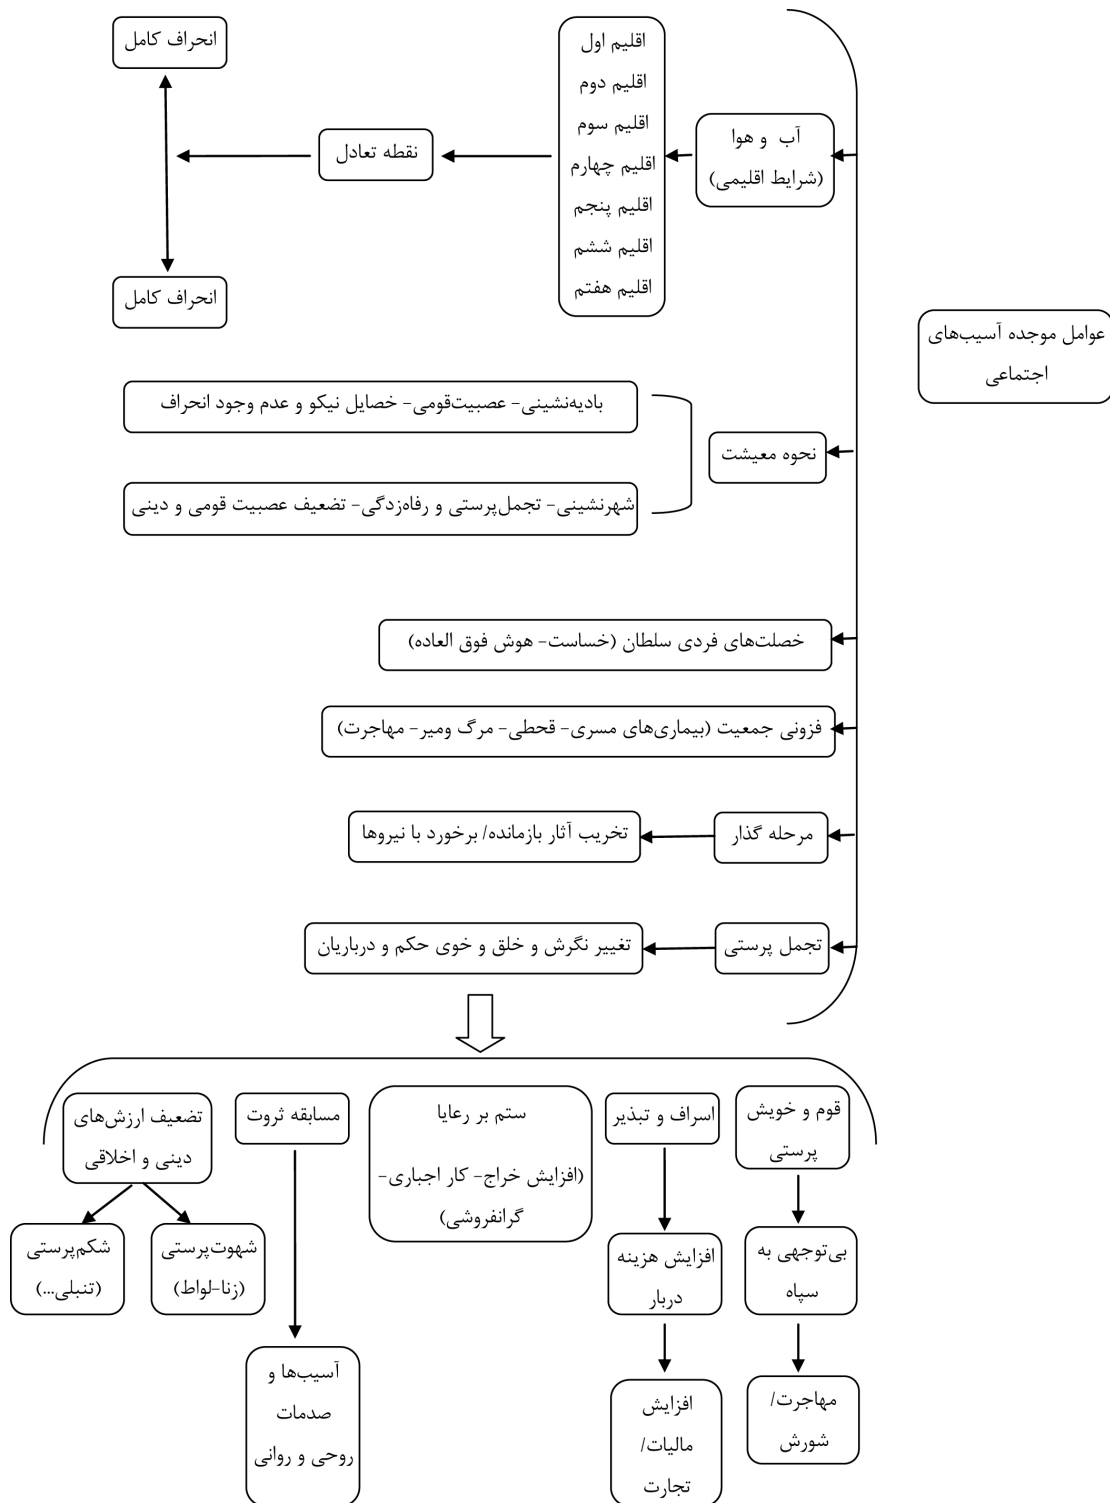 عوامل موجده آسیب‌های
اجتماعی
آب و هوا
(شرایط اقلیمی)
اقلیم اول
اقلیم دوم
اقلیم سوم
اقلیم چهارم
اقلیم پنجم
اقلیم ششم
اقلیم هفتم
نقطه تعادل
انحراف کامل
انحراف کامل
نحوه معیشت
بادیه‌نشینی- عصبیت‌قومی- خصایل نیکو و عدم وجود انحراف
شهرنشینی- تجمل‌پرستی و رفاه‌زدگی- تضعیف عصبیت قومی و دینی
خصلت‌های فردی سلطان (خساست- هوش فوق العاده)
فزونی جمعیت (بیماری‌های مسری- قحطی- مرگ ومیر- مهاجرت)
مرحله گذار
تخریب آثار بازمانده/ برخورد با نیروها
تجمل پرستی
تغییر نگرش و خلق و خوی حکم و درباریان
قوم و خویش
پرستی
بی‌توجهی به
سپاه
مهاجرت/
شورش
اسراف و تبذیر
افزایش هزینه
دربار
افزایش
مالیات/
تجارت
ستم بر رعایا
(افزایش خراج- کار اجباری-
گرانفروشی)
مسابقه ثروت
آسیب‌ها و
صدمات
روحی و روانی
تضعیف ارزش‌های
دینی و اخلاقی
شهوت‌پرستی
(زنا-لواط)
شکم‌پرستی
(تنبلی...)